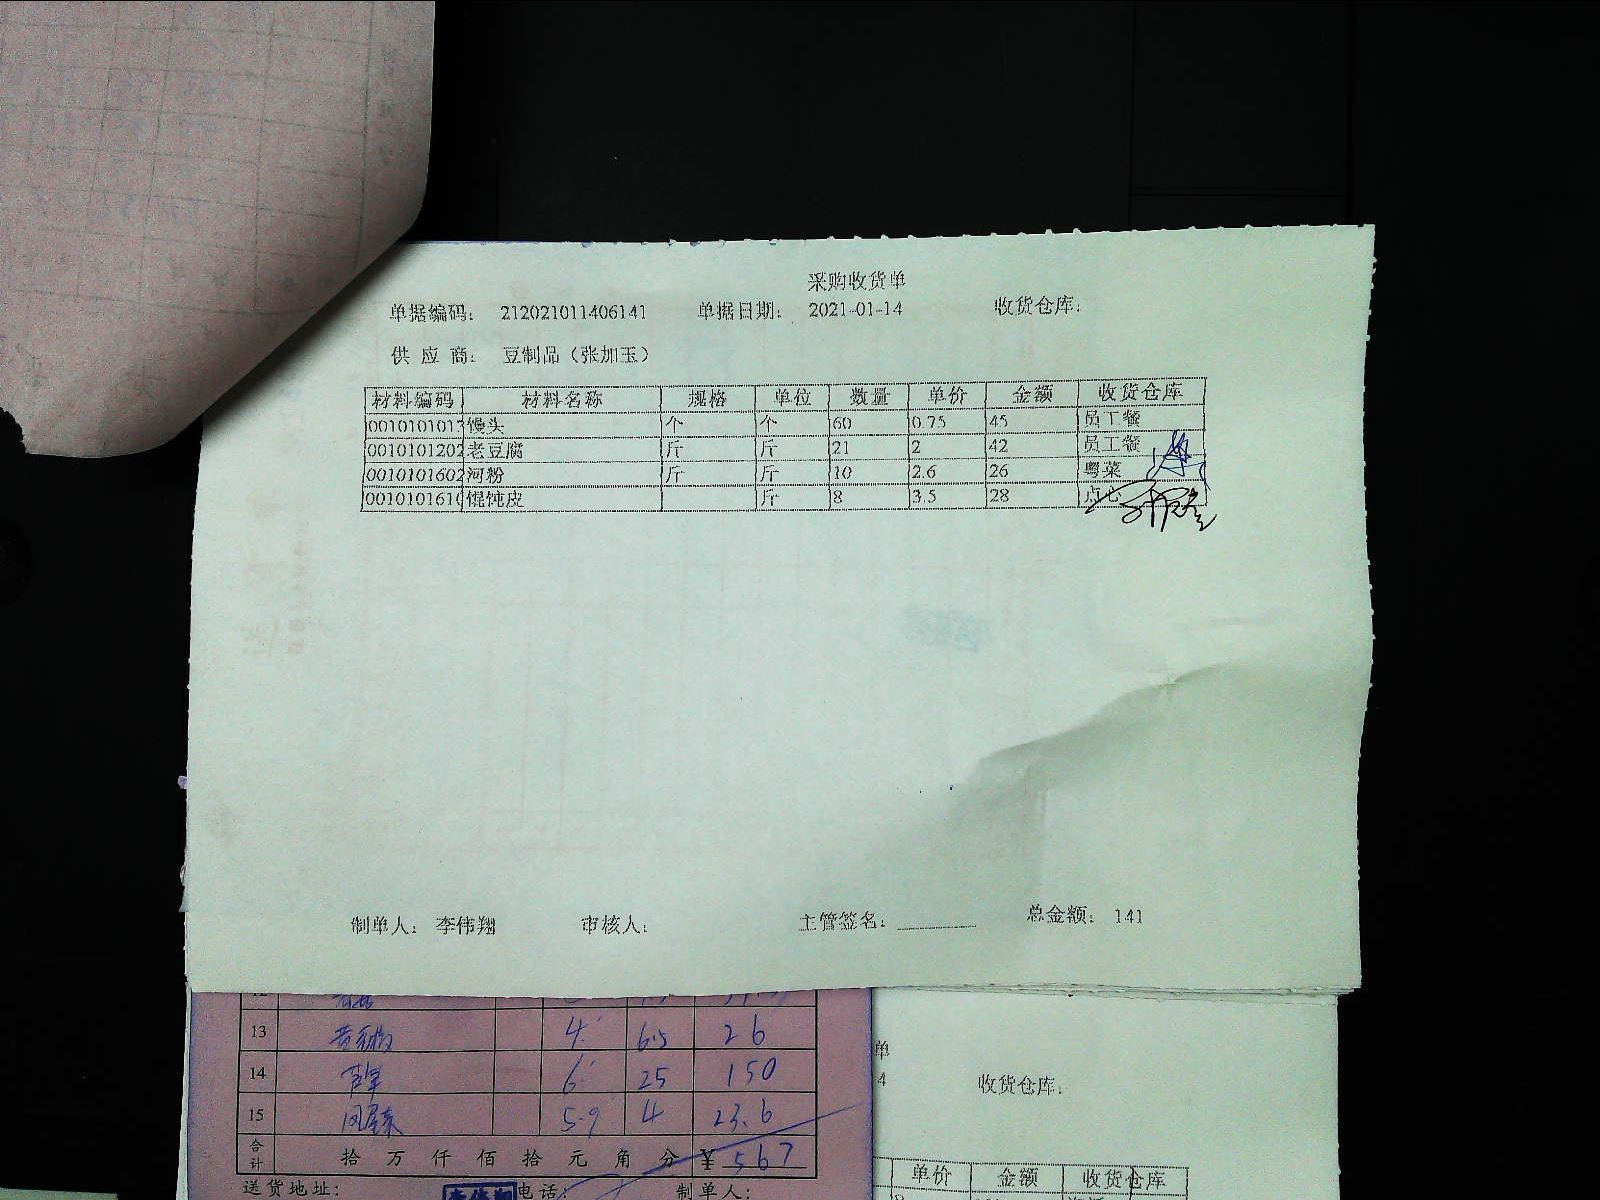 采购收货单
单据编码： 212021011406141 单据日期： 2021-01-14 收货仓库：
供 应 商： 豆制品（张加玉）
材料编码 材料名称 规格 单位 数量 单价 金额 收货仓库
001010101 馒头 个 个 60 0.75 45 员工餐
0010101202 老豆腐 斤 斤 21 2 42 员工餐
0010101602 河粉 斤 斤 10 2.6 26 粤菜
001010161 馄饨皮 斤 8 3.5 28 点心
制单人： 李伟翔 审核人： 主管签名： 总金额： 141
12
13 4 6.5 26
14 6 25 150
15 5.9 4 23.6
合计 拾 万 仟 佰 拾 元 角 分 ¥ 567
送货地址： 电话： 制单人：
单
4 收货仓库：
单价 金额 收货仓库